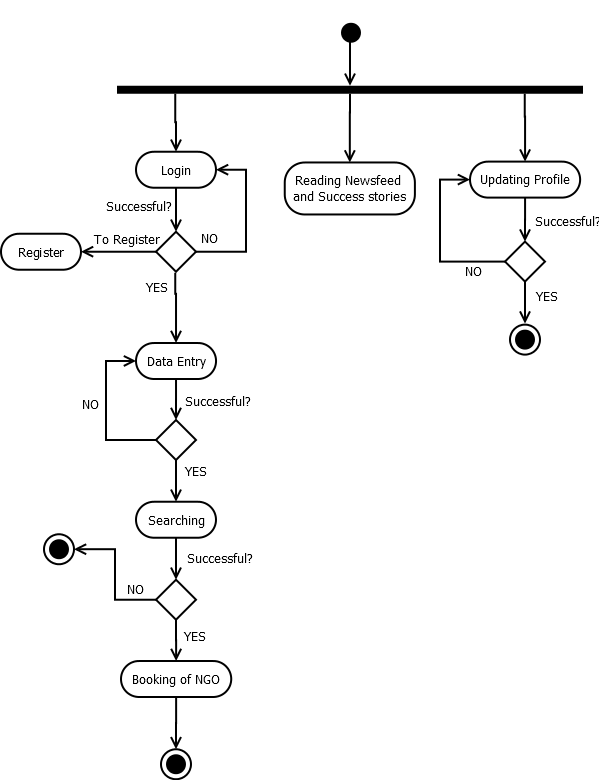 Login
Reading Newsfeed
and Success stories
Updating Profile
Successful?
Successful?
To Register
NO
Register
NO
YES
YES
Data Entry
NO
Successful?
YES
Searching
Successful?
NO
YES
Booking of NGO